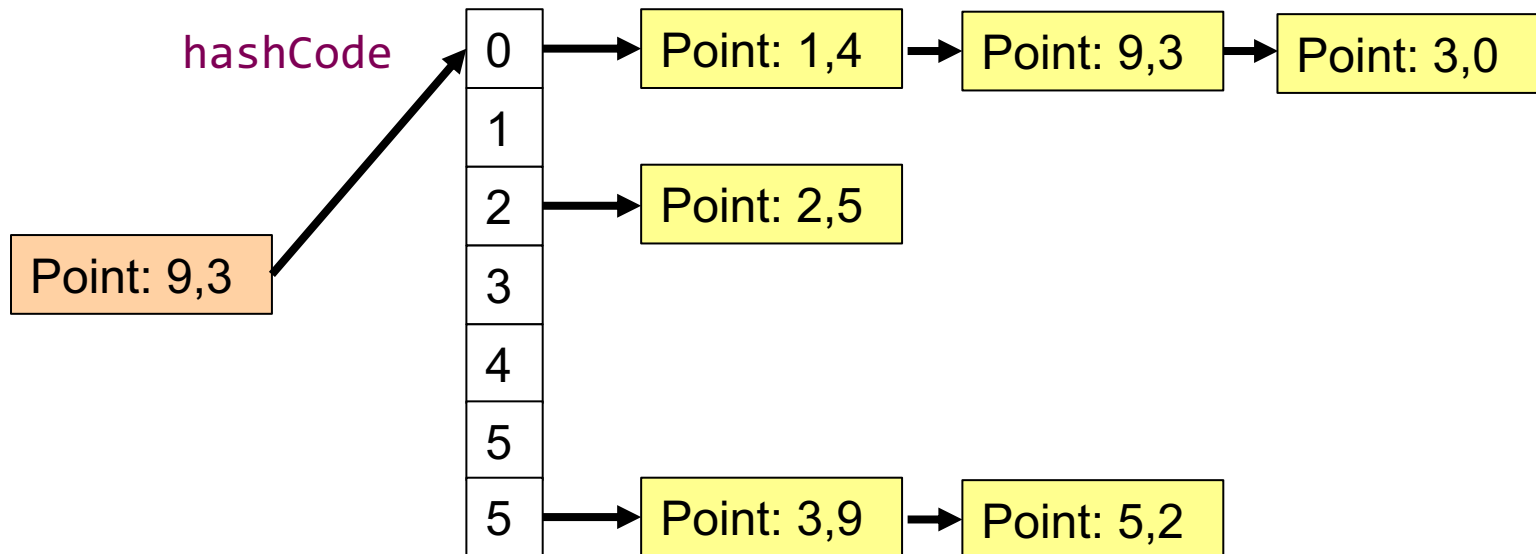 hashCode
0 Point: 1,4 Point: 9,3 Point: 3,0
1
2 Point: 2,5
Point: 9,3
3
4
5
5 Point: 3,9 Point: 5,2